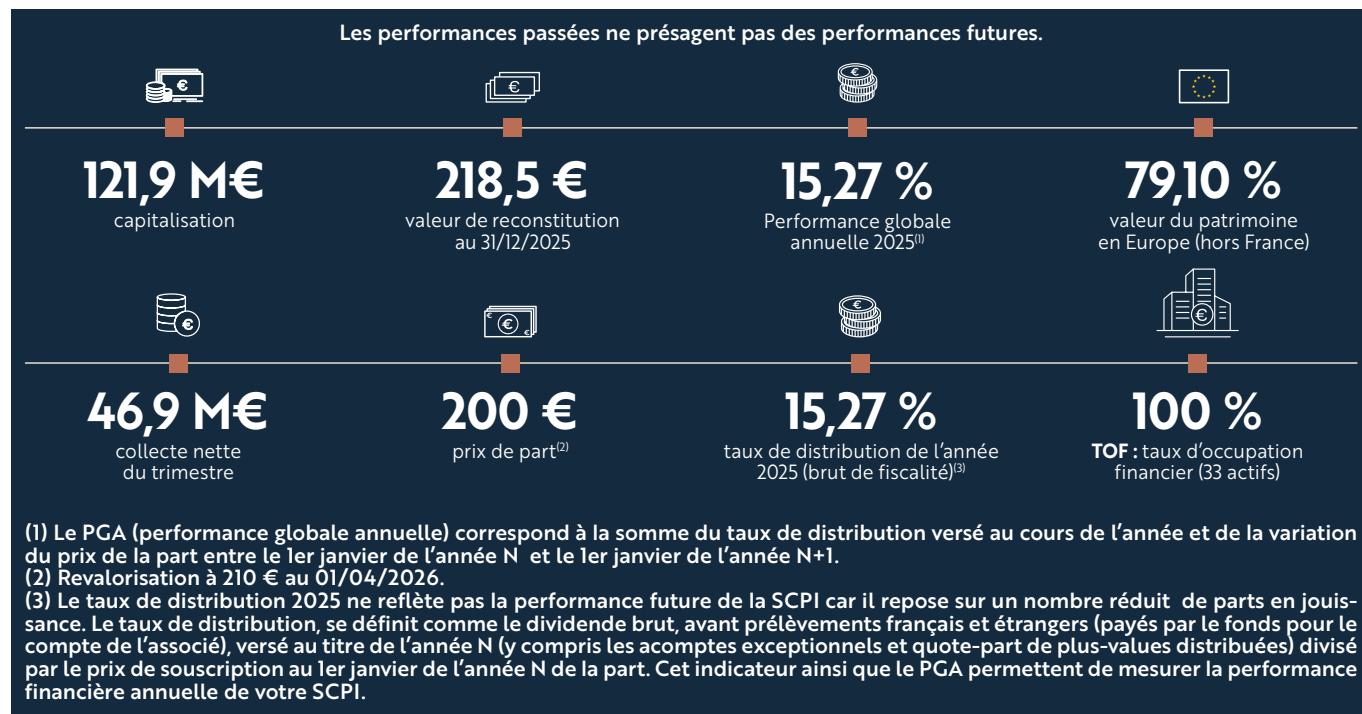 Les performances passées ne présagent pas des performances futures.
121,9 M€
capitalisation
218,5 €
valeur de reconstitution
au 31/12/2025
15,27 %
Performance globale
annuelle 2025(1)
79,10 %
valeur du patrimoine
en Europe (hors France)
46,9 M€
collecte nette
du trimestre
200 €
prix de part(2)
15,27 %
taux de distribution de l’année
2025 (brut de fiscalité)(3)
100 %
TOF : taux d’occupation
financier (33 actifs)
(1) Le PGA (performance globale annuelle) correspond à la somme du taux de distribution versé au cours de l’année et de la variation
du prix de la part entre le 1er janvier de l’année N et le 1er janvier de l’année N+1.
(2) Revalorisation à 210 € au 01/04/2026.
(3) Le taux de distribution 2025 ne reflète pas la performance future de la SCPI car il repose sur un nombre réduit de parts en jouis-
sance. Le taux de distribution, se définit comme le dividende brut, avant prélèvements français et étrangers (payés par le fonds pour le
compte de l’associé), versé au titre de l’année N (y compris les acomptes exceptionnels et quote-part de plus-values distribuées) divisé
par le prix de souscription au 1er janvier de l’année N de la part. Cet indicateur ainsi que le PGA permettent de mesurer la performance
financière annuelle de votre SCPI.